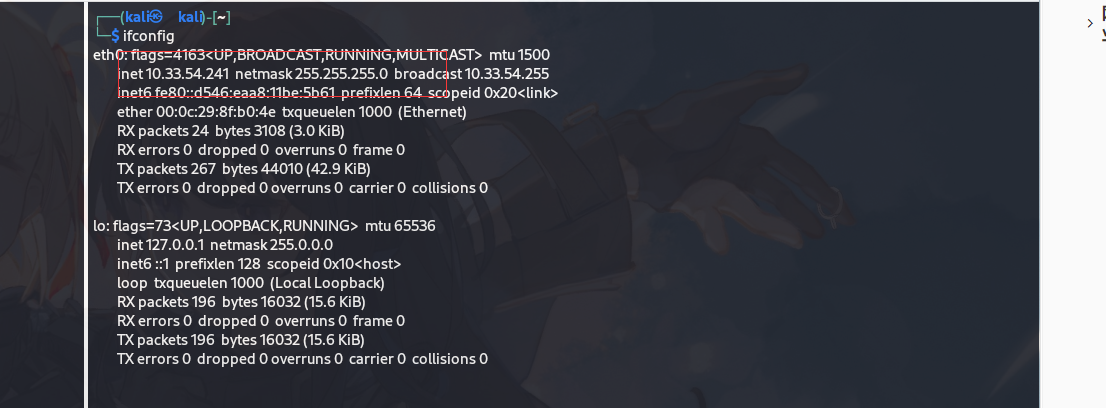 ┌──(kali㉿kali)-[~]
└─$ ifconfig
eth0: flags=4163<UP,BROADCAST,RUNNING,MULTICAST> mtu 1500
inet 10.33.54.241 netmask 255.255.255.0 broadcast 10.33.54.255
inet6 fe80::d546:eaa8:11be:5b61 prefixlen 64 scopeid 0x20<link>
ether 00:0c:29:8f:b0:4e txqueuelen 1000 (Ethernet)
RX packets 24 bytes 3108 (3.0 KiB)
RX errors 0 dropped 0 overruns 0 frame 0
TX packets 267 bytes 44010 (42.9 KiB)
TX errors 0 dropped 0 overruns 0 carrier 0 collisions 0
lo: flags=73<UP,LOOPBACK,RUNNING> mtu 65536
inet 127.0.0.1 netmask 255.0.0.0
inet6 ::1 prefixlen 128 scopeid 0x10<host>
loop txqueuelen 1000 (Local Loopback)
RX packets 196 bytes 16032 (15.6 KiB)
RX errors 0 dropped 0 overruns 0 frame 0
TX packets 196 bytes 16032 (15.6 KiB)
TX errors 0 dropped 0 overruns 0 carrier 0 collisions 0